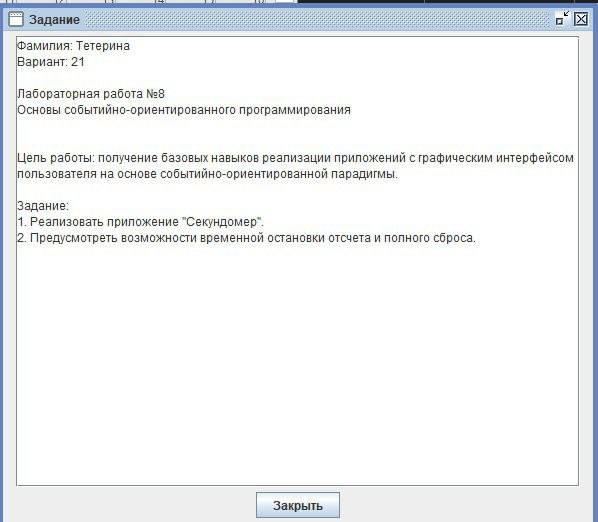 Задание
Фамилия: Тетерина
Вариант: 21
Лабораторная работа №8
Основы событийно-ориентированного программирования
Цель работы: получение базовых навыков реализации приложений с графическим интерфейсом
пользователя на основе событийно-ориентированной парадигмы.
Задание:
1. Реализовать приложение "Секундомер".
2. Предусмотреть возможности временной остановки отсчета и полного сброса.
Закрыть